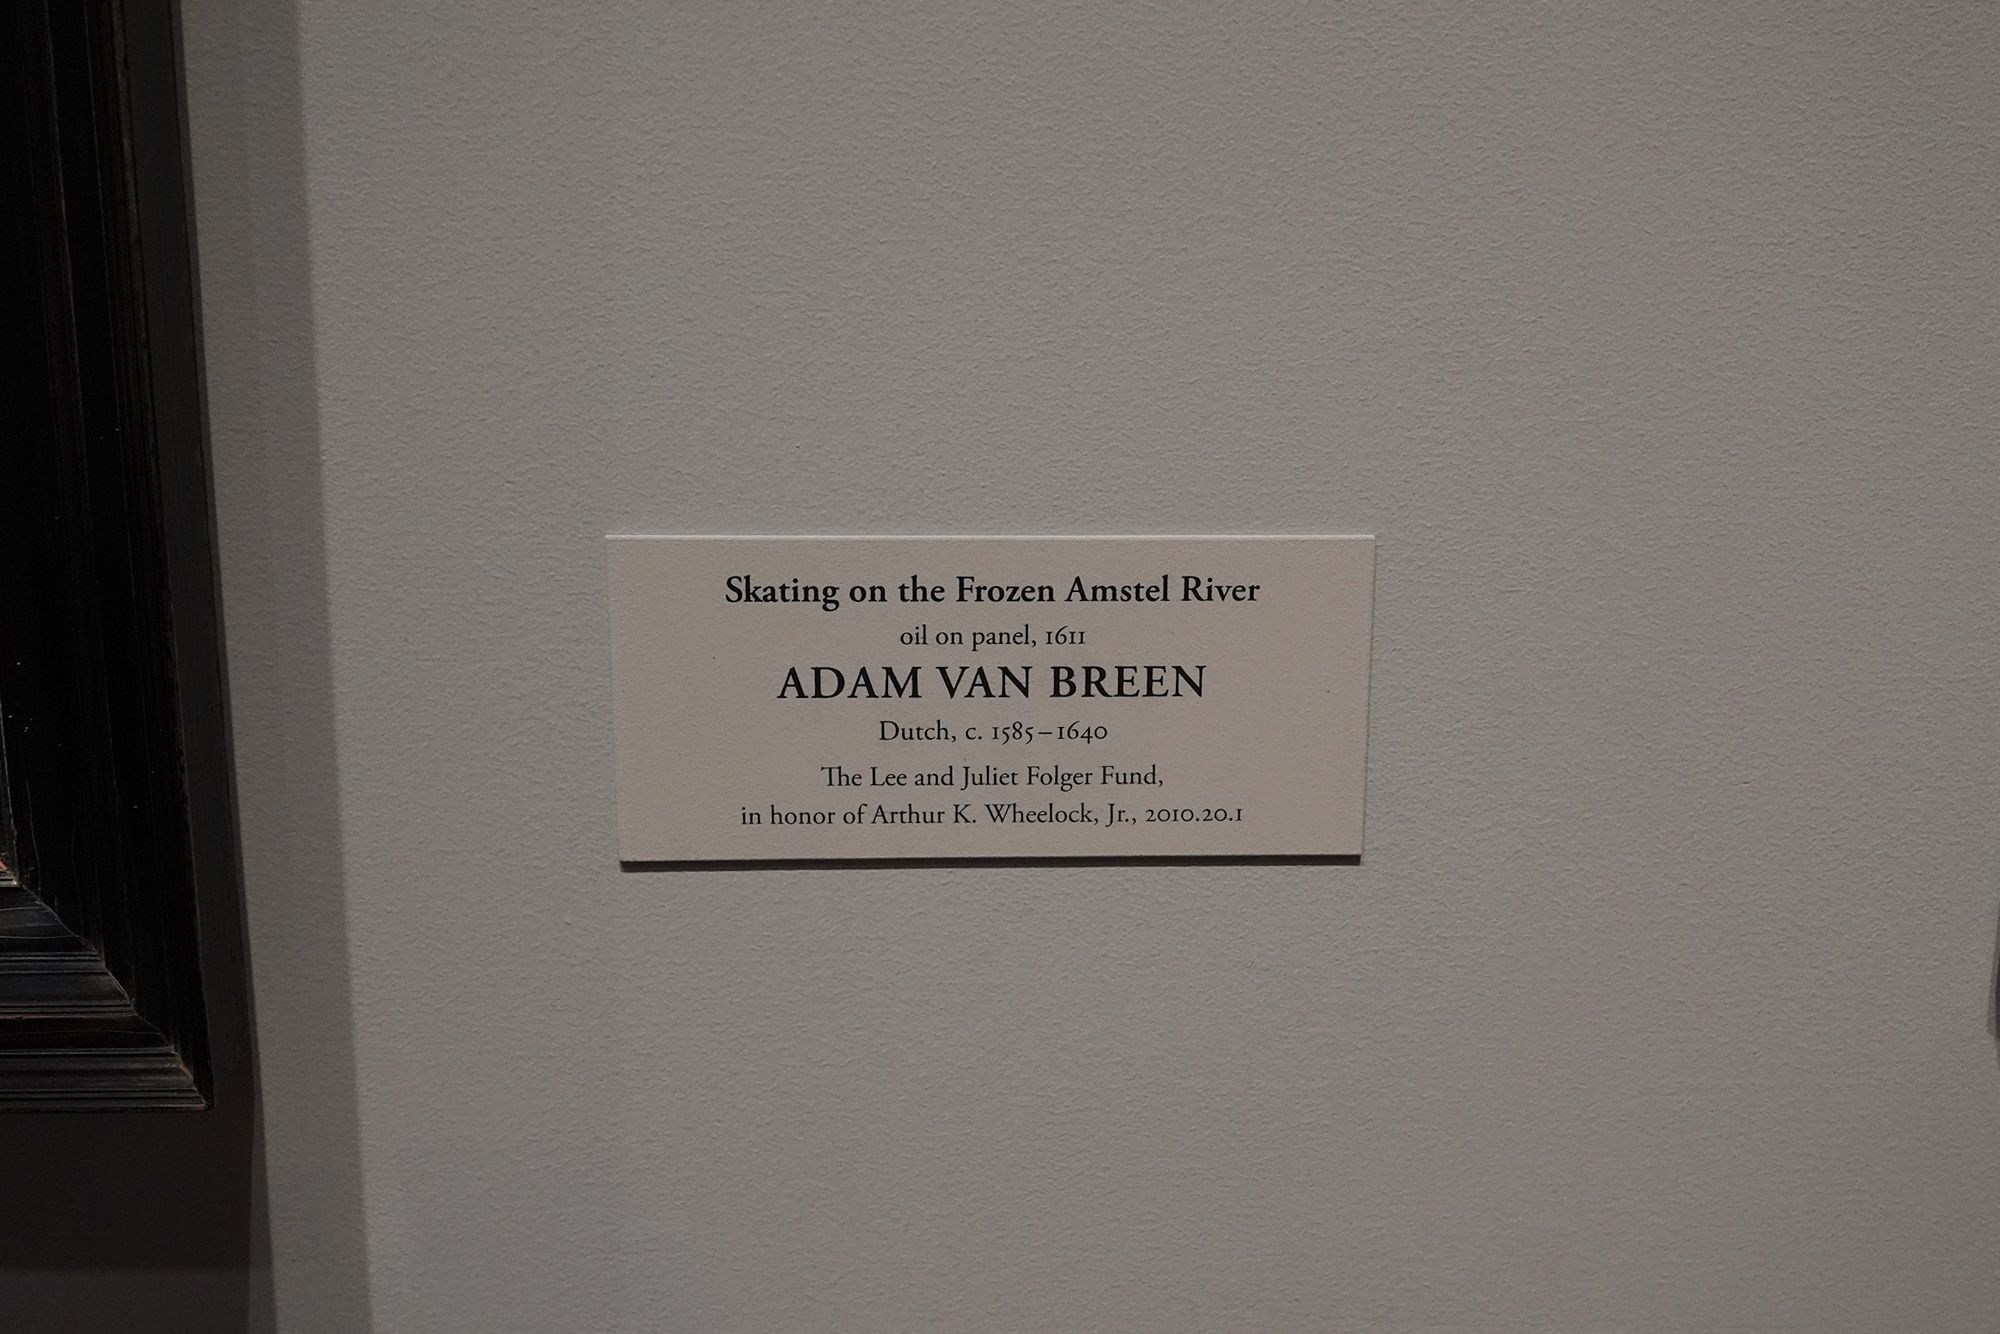 Skating on the Frozen Amstel River
oil on panel, 1611
ADAM VAN BREEN
Dutch, c. 1585–1640
The Lee and Juliet Folger Fund,
in honor of Arthur K. Wheelock, Jr., 2010.20.1